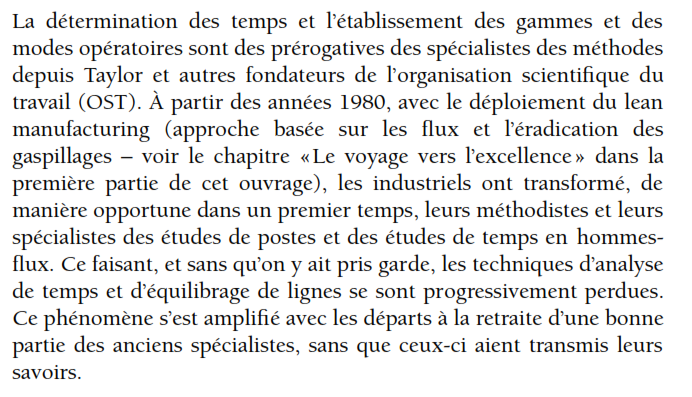 La détermination des temps et l’établissement des gammes et des
modes opératoires sont des prérogatives des spécialistes des méthodes
depuis Taylor et autres fondateurs de l’organisation scientifique du
travail (OST). À partir des années 1980, avec le déploiement du lean
manufacturing (approche basée sur les flux et l’éradication des
gaspillages – voir le chapitre «Le voyage vers l’excellence» dans la
première partie de cet ouvrage), les industriels ont transformé, de
manière opportune dans un premier temps, leurs méthodistes et leurs
spécialistes des études de postes et des études de temps en hommes-
flux. Ce faisant, et sans qu’on y ait pris garde, les techniques d’analyse
de temps et d’équilibrage de lignes se sont progressivement perdues.
Ce phénomène s’est amplifié avec les départs à la retraite d’une bonne
partie des anciens spécialistes, sans que ceux-ci aient transmis leurs
savoirs.